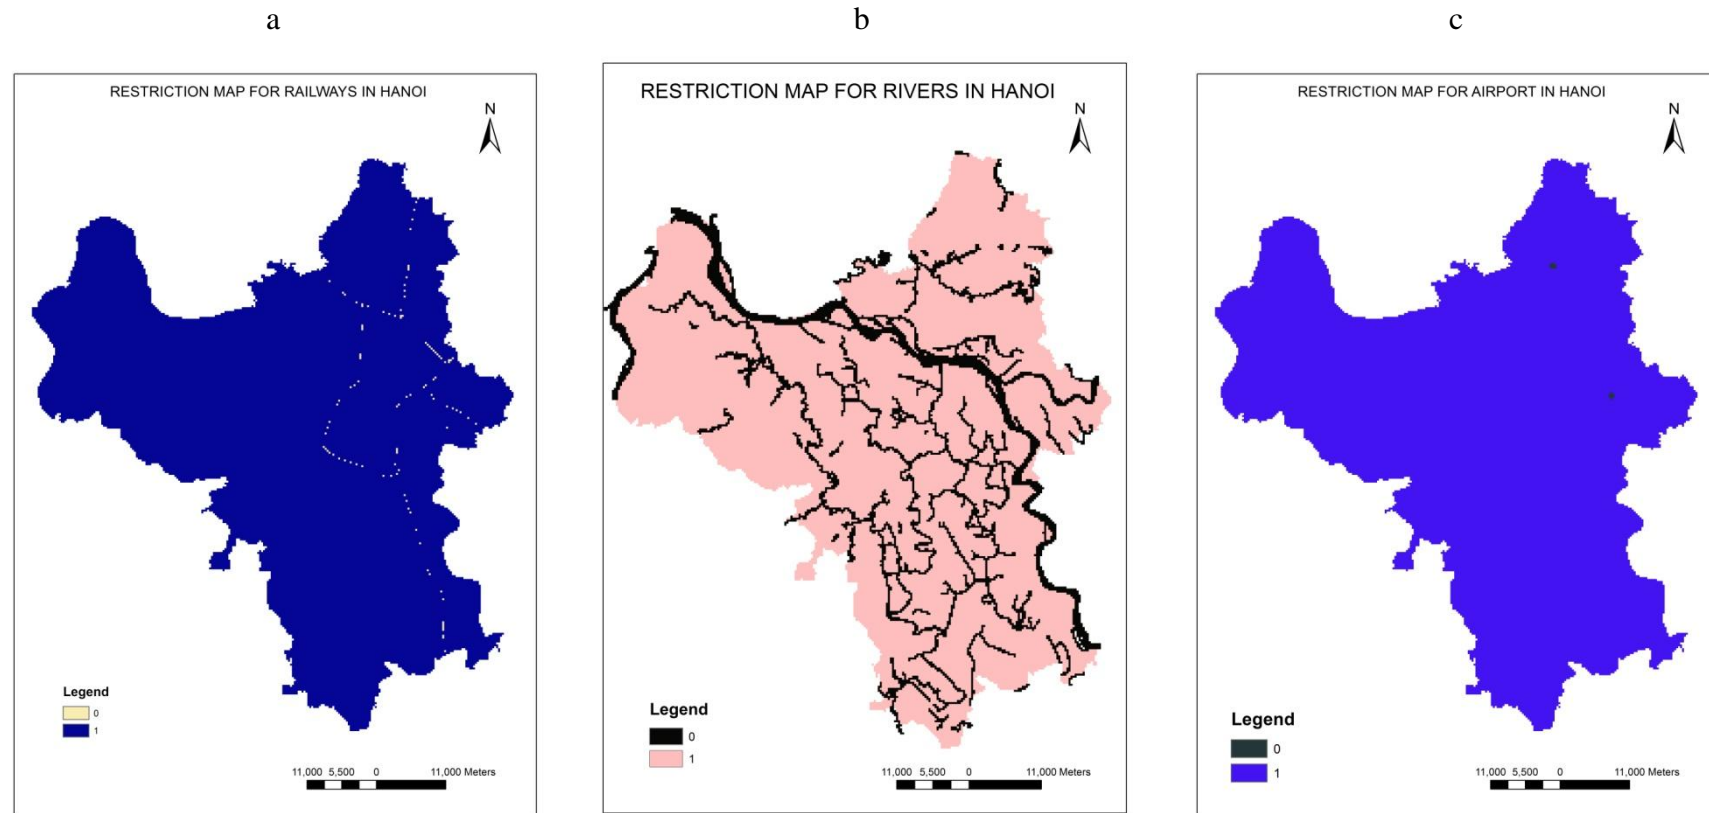 a
b
c
RESTRICTION MAP FOR RAILWAYS IN HANOI
N
Legend
0
1
11,000 5,500 0 11,000 Meters
RESTRICTION MAP FOR RIVERS IN HANOI
N
Legend
0
1
11,000 5,500 0 11,000 Meters
RESTRICTION MAP FOR AIRPORT IN HANOI
N
Legend
0
1
11,000 5,500 0 11,000 Meters